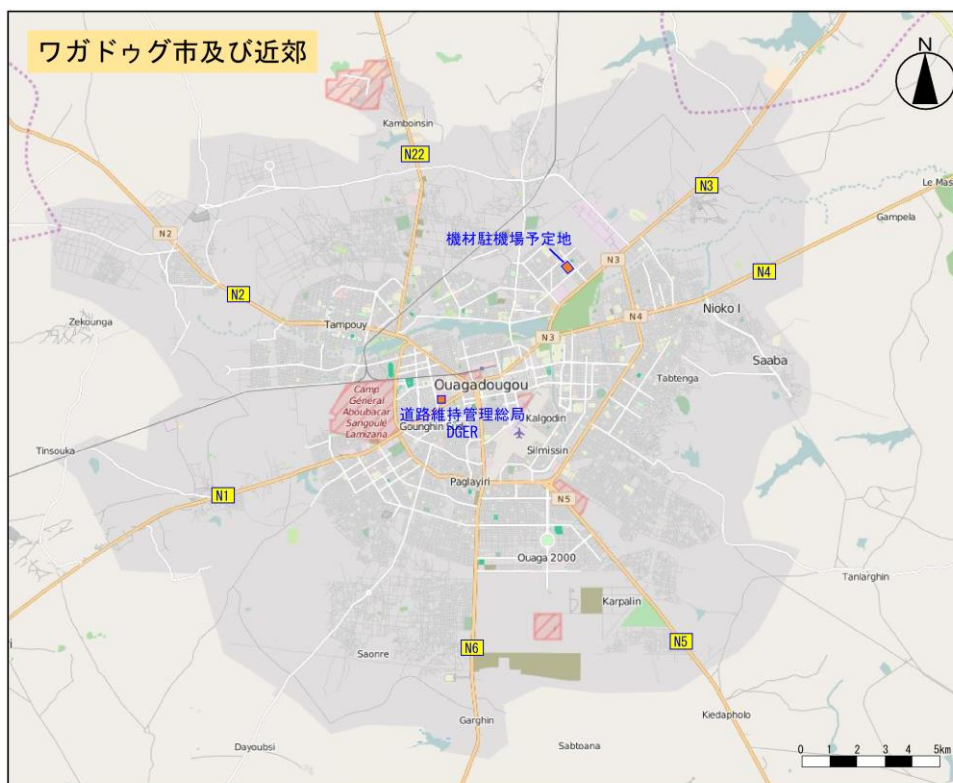 ワガドゥグ市及び近郊
N
Kamboinsin
N22
N3
Le Mas
Gampela
N2
機材駐機場予定地
N3
N4
N2
Nioko I
Zekounga
Tampouy
N4
N3
Saaba
Tabtenga
Ouagadougou
Camp
Général
Aboubacar
Sangoulé
Lamizana
道路維持管理総局
DGER
Kalgodin
Gounghin Sud
Silmissin
Tinsouka
Paglayiri
N1
N5
Ouaga 2000
Tanlarghin
Karpalin
N5
N6
Saonre
Kiedapholo
Garghin
Dayoubsi
Sabtoana
0 1 2 3 4 5km